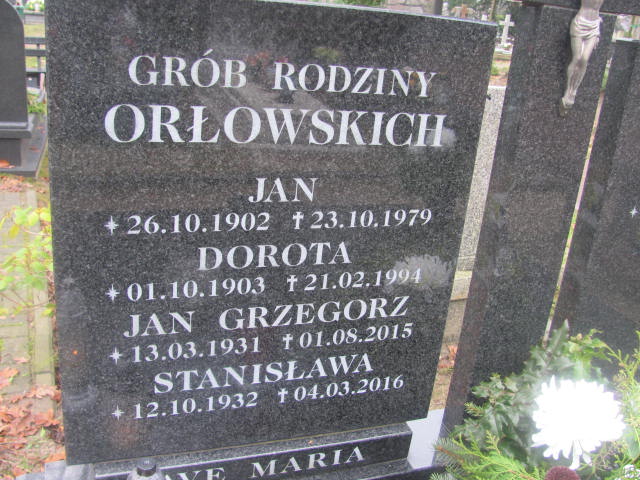 GRÓB RODZINY
ORŁOWSKICH
JAN
* 26.10.1902 † 23.10.1979
DOROTA
* 01.10.1903 † 21.02.1994
JAN GRZEGORZ
* 13.03.1931 † 01.08.2015
STANISŁAWA
* 12.10.1932 † 04.03.2016
AVE MARIA